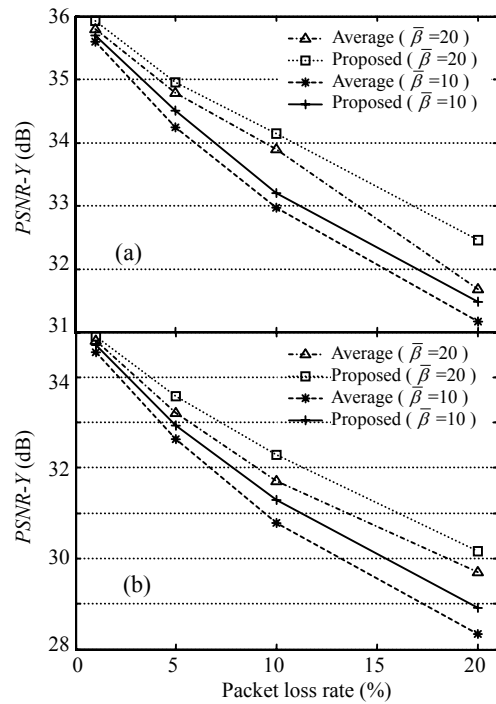 36
35
34
33
32
31
PSNR-Y (dB)
Average ( β̅ =20)
Proposed ( β̅ =20)
Average ( β̅ =10)
Proposed ( β̅ =10)
(a)
34
32
30
28
PSNR-Y (dB)
Average ( β̅ =20)
Proposed ( β̅ =20)
Average ( β̅ =10)
Proposed ( β̅ =10)
(b)
0 5 10 15 20
Packet loss rate (%)